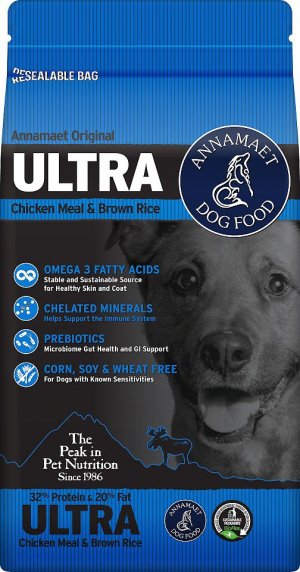 RESEALABLE BAG
Annamaet Original
ULTRA
Chicken Meal & Brown Rice
ANNAMAET
DOG FOOD
OMEGA 3 FATTY ACIDS
Stable and Sustainable Source
for Healthy Skin and Coat
CHELATED MINERALS
Helps Support the Immune System
PREBIOTICS
Microbiome Gut Health and GI Support
CORN, SOY & WHEAT FREE
For Dogs with Known Sensitivities
The
Peak in
Pet Nutrition
Since 1986
32% Protein & 20% Fat
ULTRA
Chicken Meal & Brown Rice
ANNAMAET
DOG FOOD